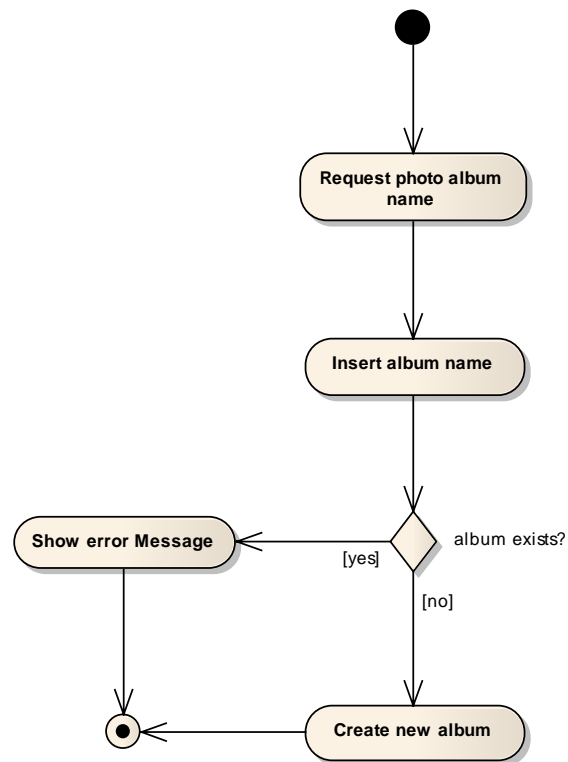 Request photo album
name
Insert album name
Show error Message
album exists?
[yes]
[no]
Create new album